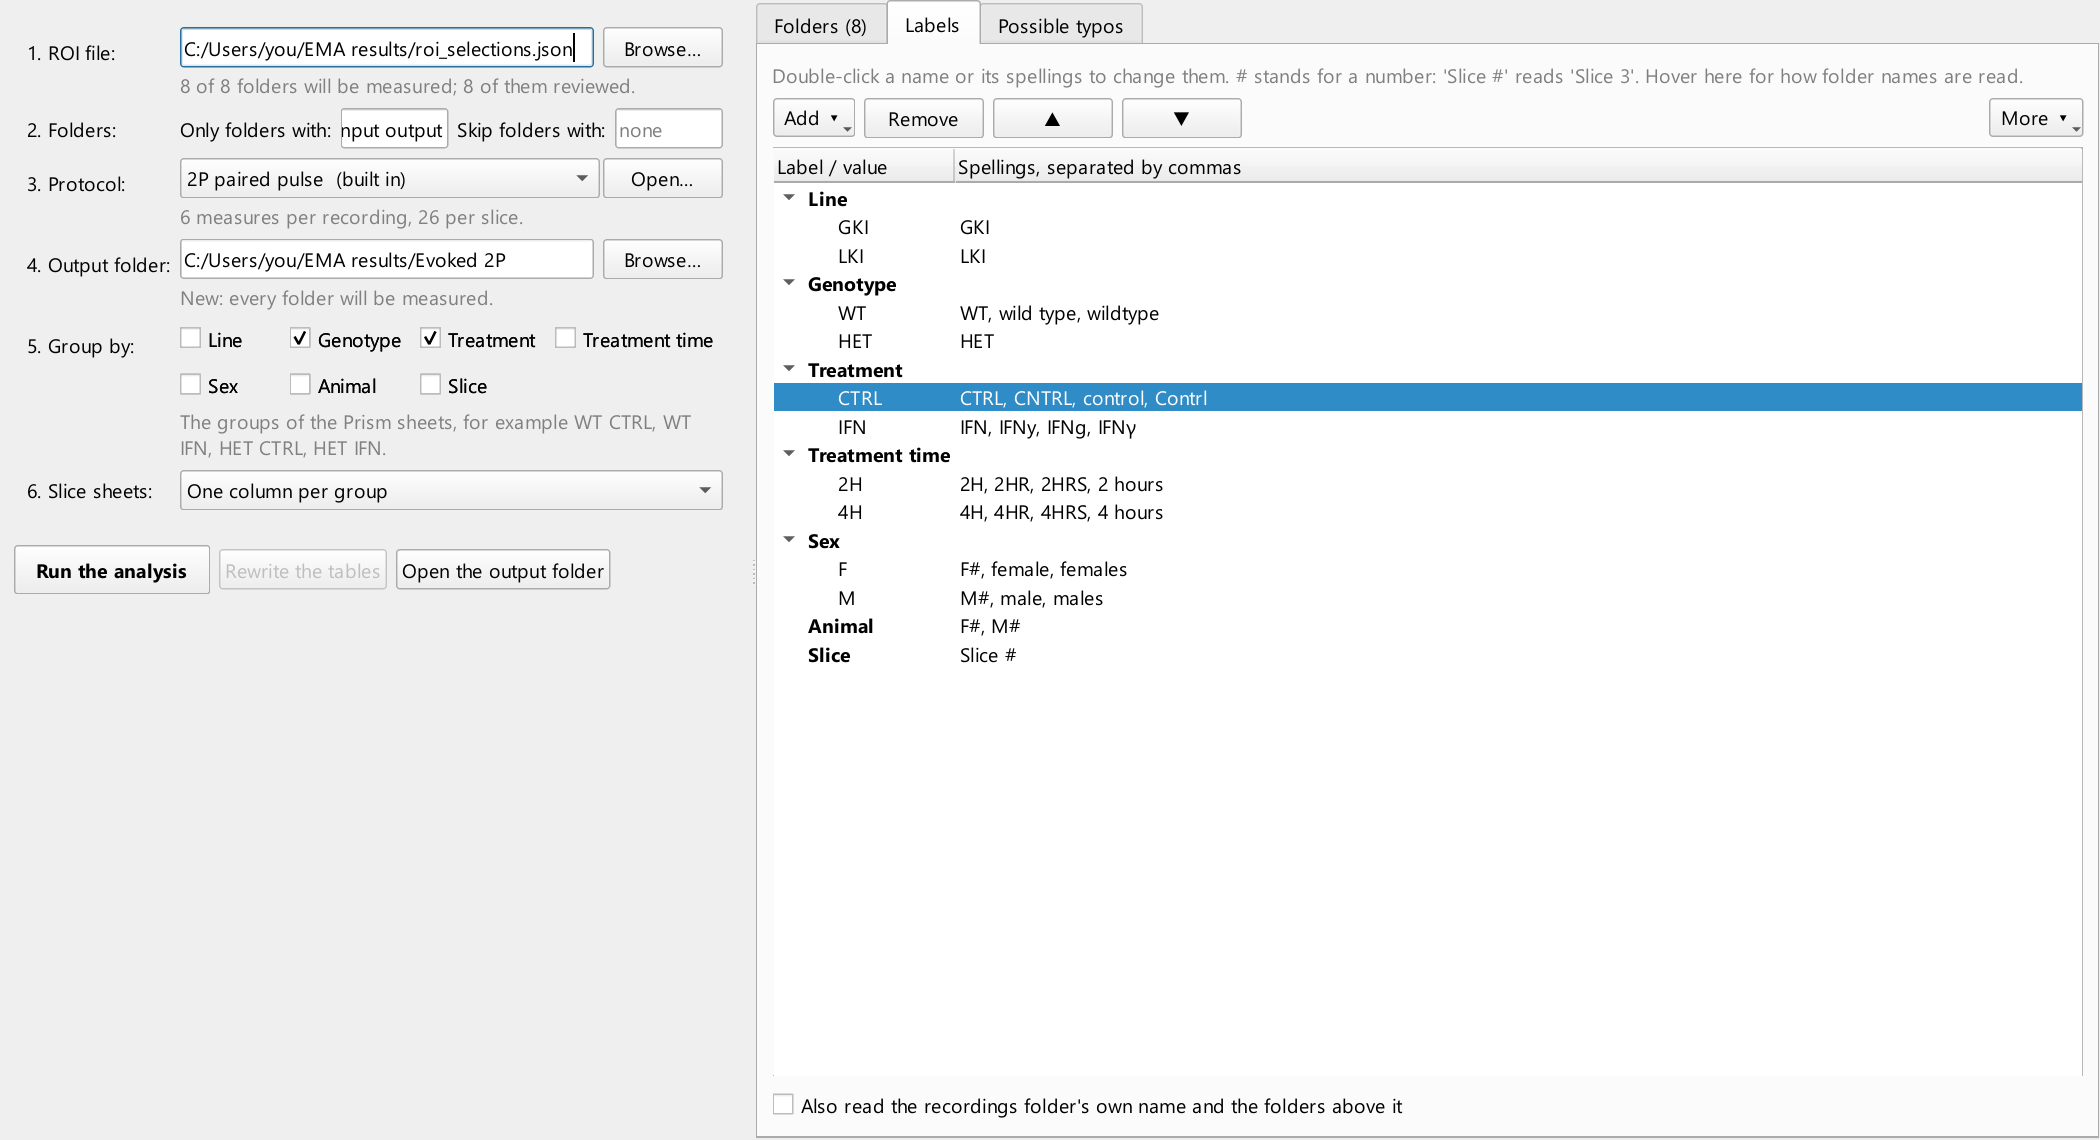 1. ROI file:
C:/Users/you/EMA results/roi_selections.json
Browse...
8 of 8 folders will be measured; 8 of them reviewed.
2. Folders:
Only folders with:
nput output
Skip folders with:
none
3. Protocol:
2P paired pulse (built in)
Open...
6 measures per recording, 26 per slice.
4. Output folder:
C:/Users/you/EMA results/Evoked 2P
Browse...
New: every folder will be measured.
5. Group by:
Line
Genotype
Treatment
Treatment time
Sex
Animal
Slice
The groups of the Prism sheets, for example WT CTRL, WT
IFN, HET CTRL, HET IFN.
6. Slice sheets:
One column per group
Run the analysis
Rewrite the tables
Open the output folder
Folders (8)
Labels
Possible typos
Double-click a name or its spellings to change them. # stands for a number: 'Slice #' reads 'Slice 3'. Hover here for how folder names are read.
Add
Remove
More
Label / value
Spellings, separated by commas
Line
GKI GKI
LKI LKI
Genotype
WT WT, wild type, wildtype
HET HET
Treatment
CTRL CTRL, CNTRL, control, Contrl
IFN IFN, IFNy, IFNg, IFNγ
Treatment time
2H 2H, 2HR, 2HRS, 2 hours
4H 4H, 4HR, 4HRS, 4 hours
Sex
F F#, female, females
M M#, male, males
Animal F#, M#
Slice Slice #
Also read the recordings folder's own name and the folders above it